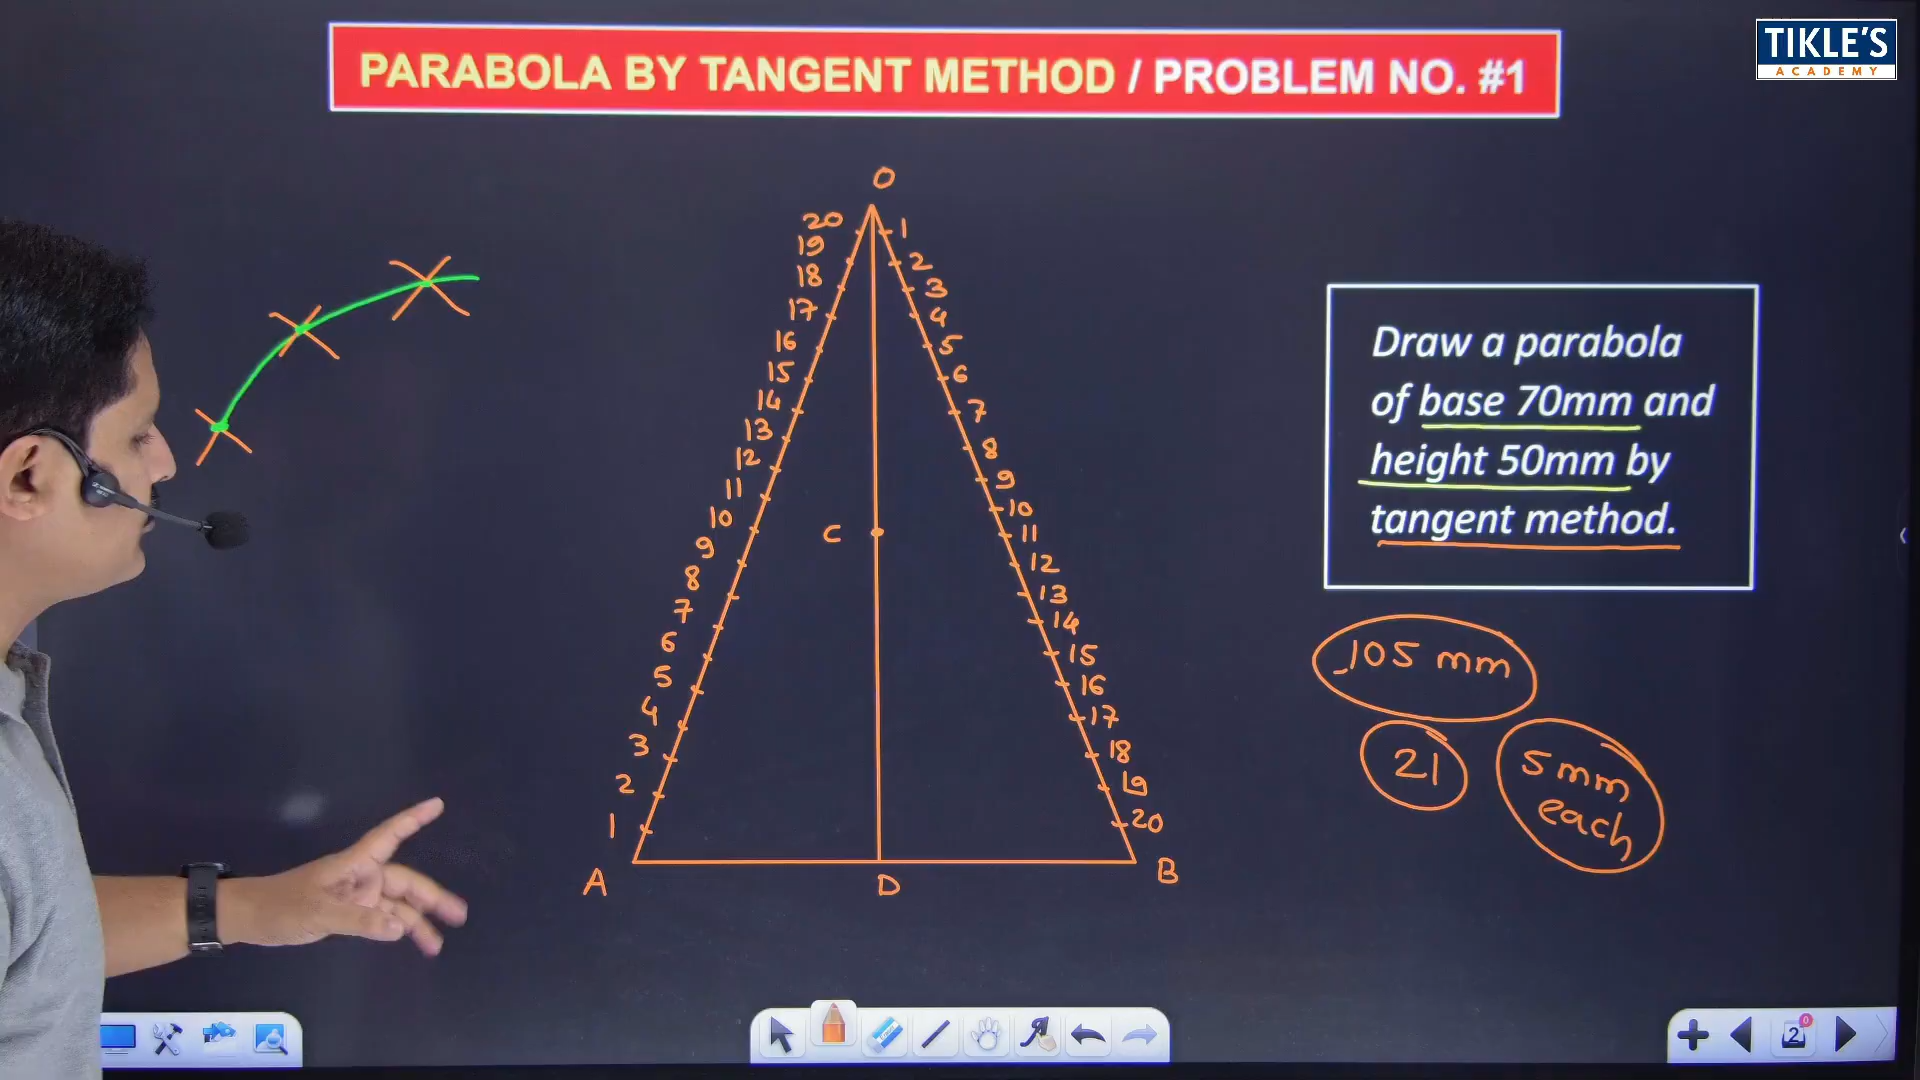 PARABOLA BY TANGENT METHOD / PROBLEM NO. #1
TIKLE'S
ACADEMY
O
20
19
18
17
16
15
14
13
12
11
10
9
8
7
6
5
4
3
2
1
1
2
3
4
5
6
7
8
9
10
11
12
13
14
15
16
17
18
19
20
C
A
D
B
Draw a parabola
of base 70mm and
height 50mm by
tangent method.
105 mm
21
5mm
each
2
0